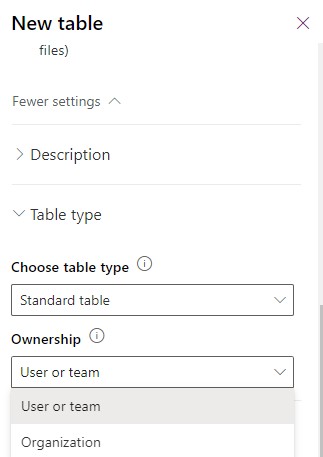 New table
files)
Fewer settings
Description
Table type
Choose table type
Standard table
Ownership
User or team
User or team
Organization